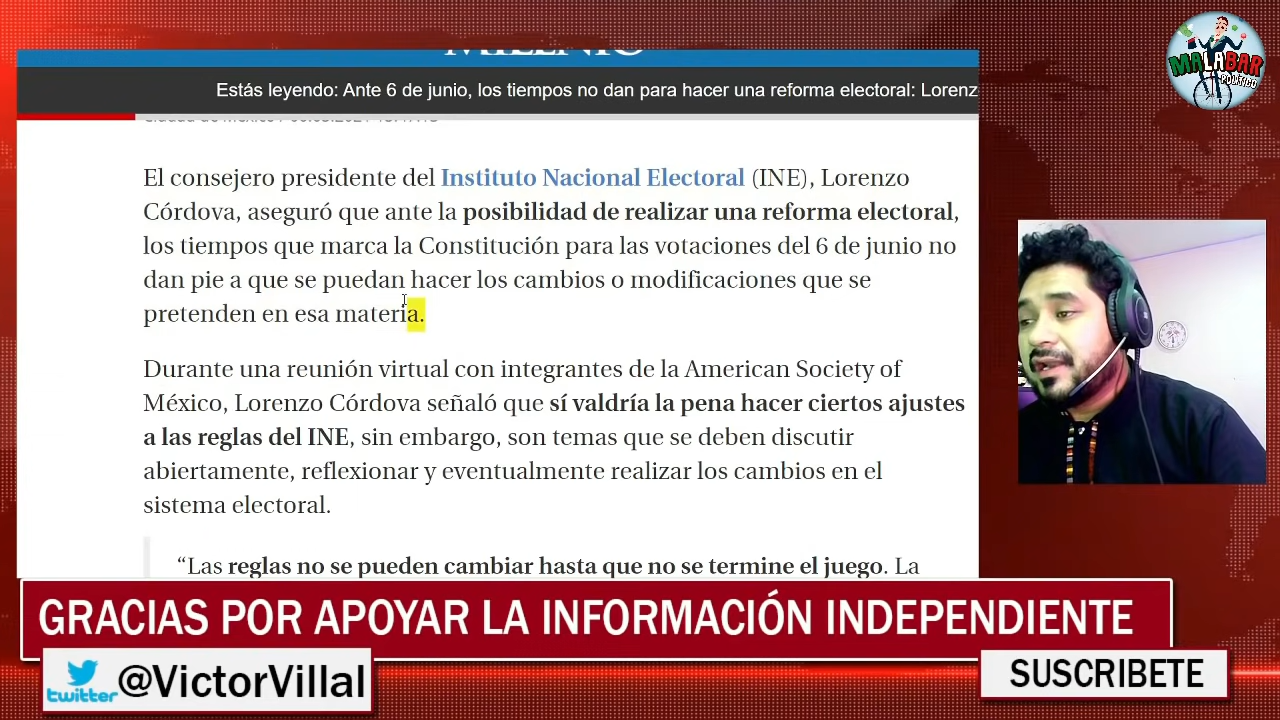 MILENIO
Estás leyendo: Ante 6 de junio, los tiempos no dan para hacer una reforma electoral: Lorenz
El consejero presidente del Instituto Nacional Electoral (INE), Lorenzo
Córdova, aseguró que ante la posibilidad de realizar una reforma electoral,
los tiempos que marca la Constitución para las votaciones del 6 de junio no
dan pie a que se puedan hacer los cambios o modificaciones que se
pretenden en esa materia.
Durante una reunión virtual con integrantes de la American Society of
México, Lorenzo Córdova señaló que sí valdría la pena hacer ciertos ajustes
a las reglas del INE, sin embargo, son temas que se deben discutir
abiertamente, reflexionar y eventualmente realizar los cambios en el
sistema electoral.
“Las reglas no se pueden cambiar hasta que no se termine el juego. La
MALABAR
POLÍTICO
GRACIAS POR APOYAR LA INFORMACIÓN INDEPENDIENTE
twitter @VictorVillal
SUSCRIBETE